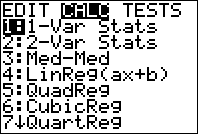 EDIT CALC TESTS
1:1-Var Stats
2:2-Var Stats
3:Med-Med
4:LinReg(ax+b)
5:QuadReg
6:CubicReg
7↓QuartReg